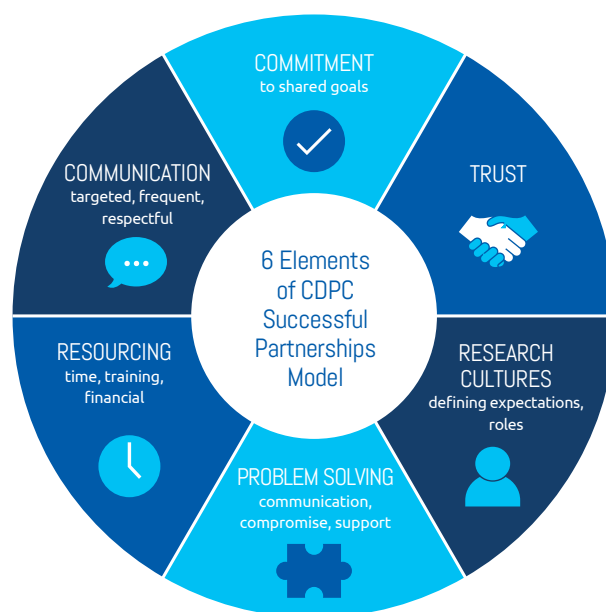 COMMITMENT
to shared goals
TRUST
RESEARCH
CULTURES
defining expectations,
roles
PROBLEM SOLVING
communication,
compromise, support
RESOURCING
time, training,
financial
COMMUNICATION
targeted, frequent,
respectful
6 Elements
of CDPC
Successful
Partnerships
Model